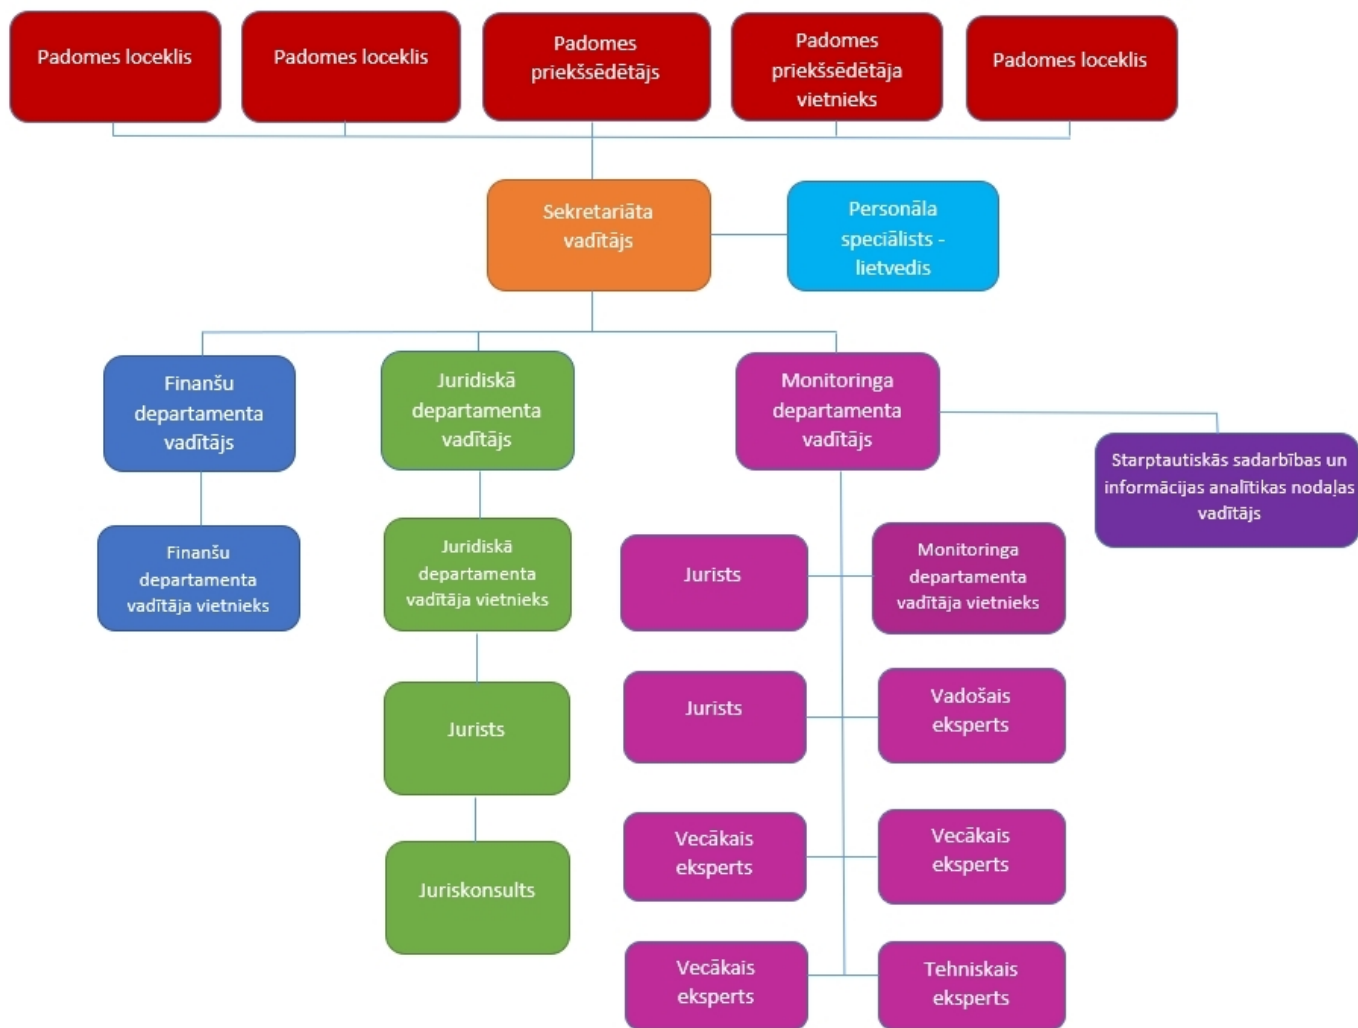 Padomes loceklis
Padomes loceklis
Padomes
priekšsēdētājs
Padomes
priekšsēdētāja
vietnieks
Padomes loceklis
Sekretariāta
vadītājs
Personāla
speciālists -
lietvedis
Finanšu
departamenta
vadītājs
Juridiskā
departamenta
vadītājs
Monitoringa
departamenta
vadītājs
Starptautiskās sadarbības un
informācijas analītikas nodaļas
vadītājs
Finanšu
departamenta
vadītāja vietnieks
Juridiskā
departamenta
vadītāja vietnieks
Jurists
Monitoringa
departamenta
vadītāja vietnieks
Jurists
Jurists
Vadošais
eksperts
Juriskonsults
Vecākais
eksperts
Vecākais
eksperts
Vecākais
eksperts
Tehniskais
eksperts